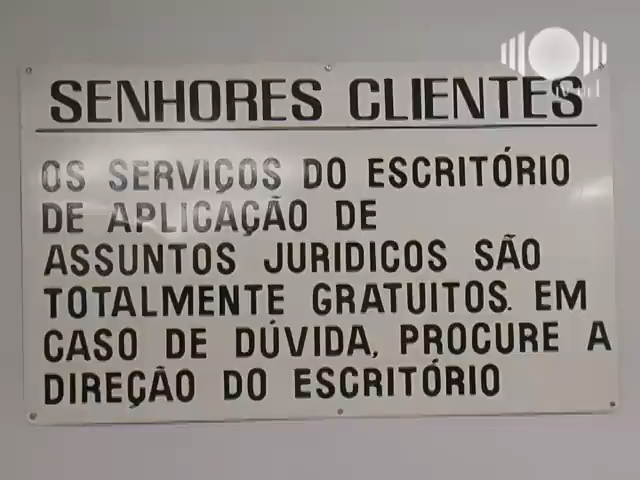 SENHORES CLIENTES
OS SERVIÇOS DO ESCRITÓRIO
DE APLICAÇÃO DE
ASSUNTOS JURIDICOS SÃO
TOTALMENTE GRATUITOS. EM
CASO DE DÚVIDA, PROCURE A
DIREÇÃO DO ESCRITÓRIO